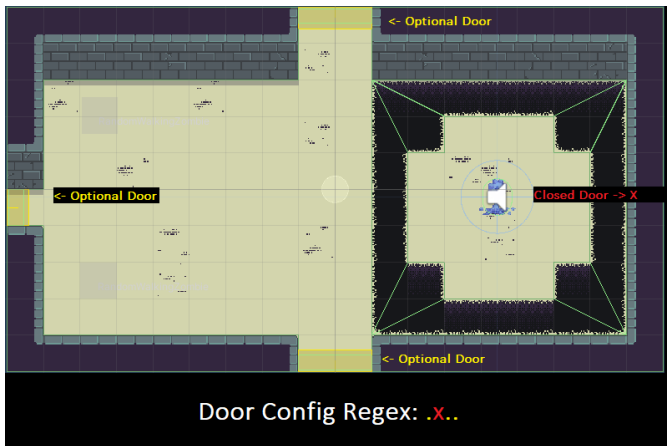 <- Optional Door
<- Optional Door
Closed Door -> X
<- Optional Door
Door Config Regex: .x..